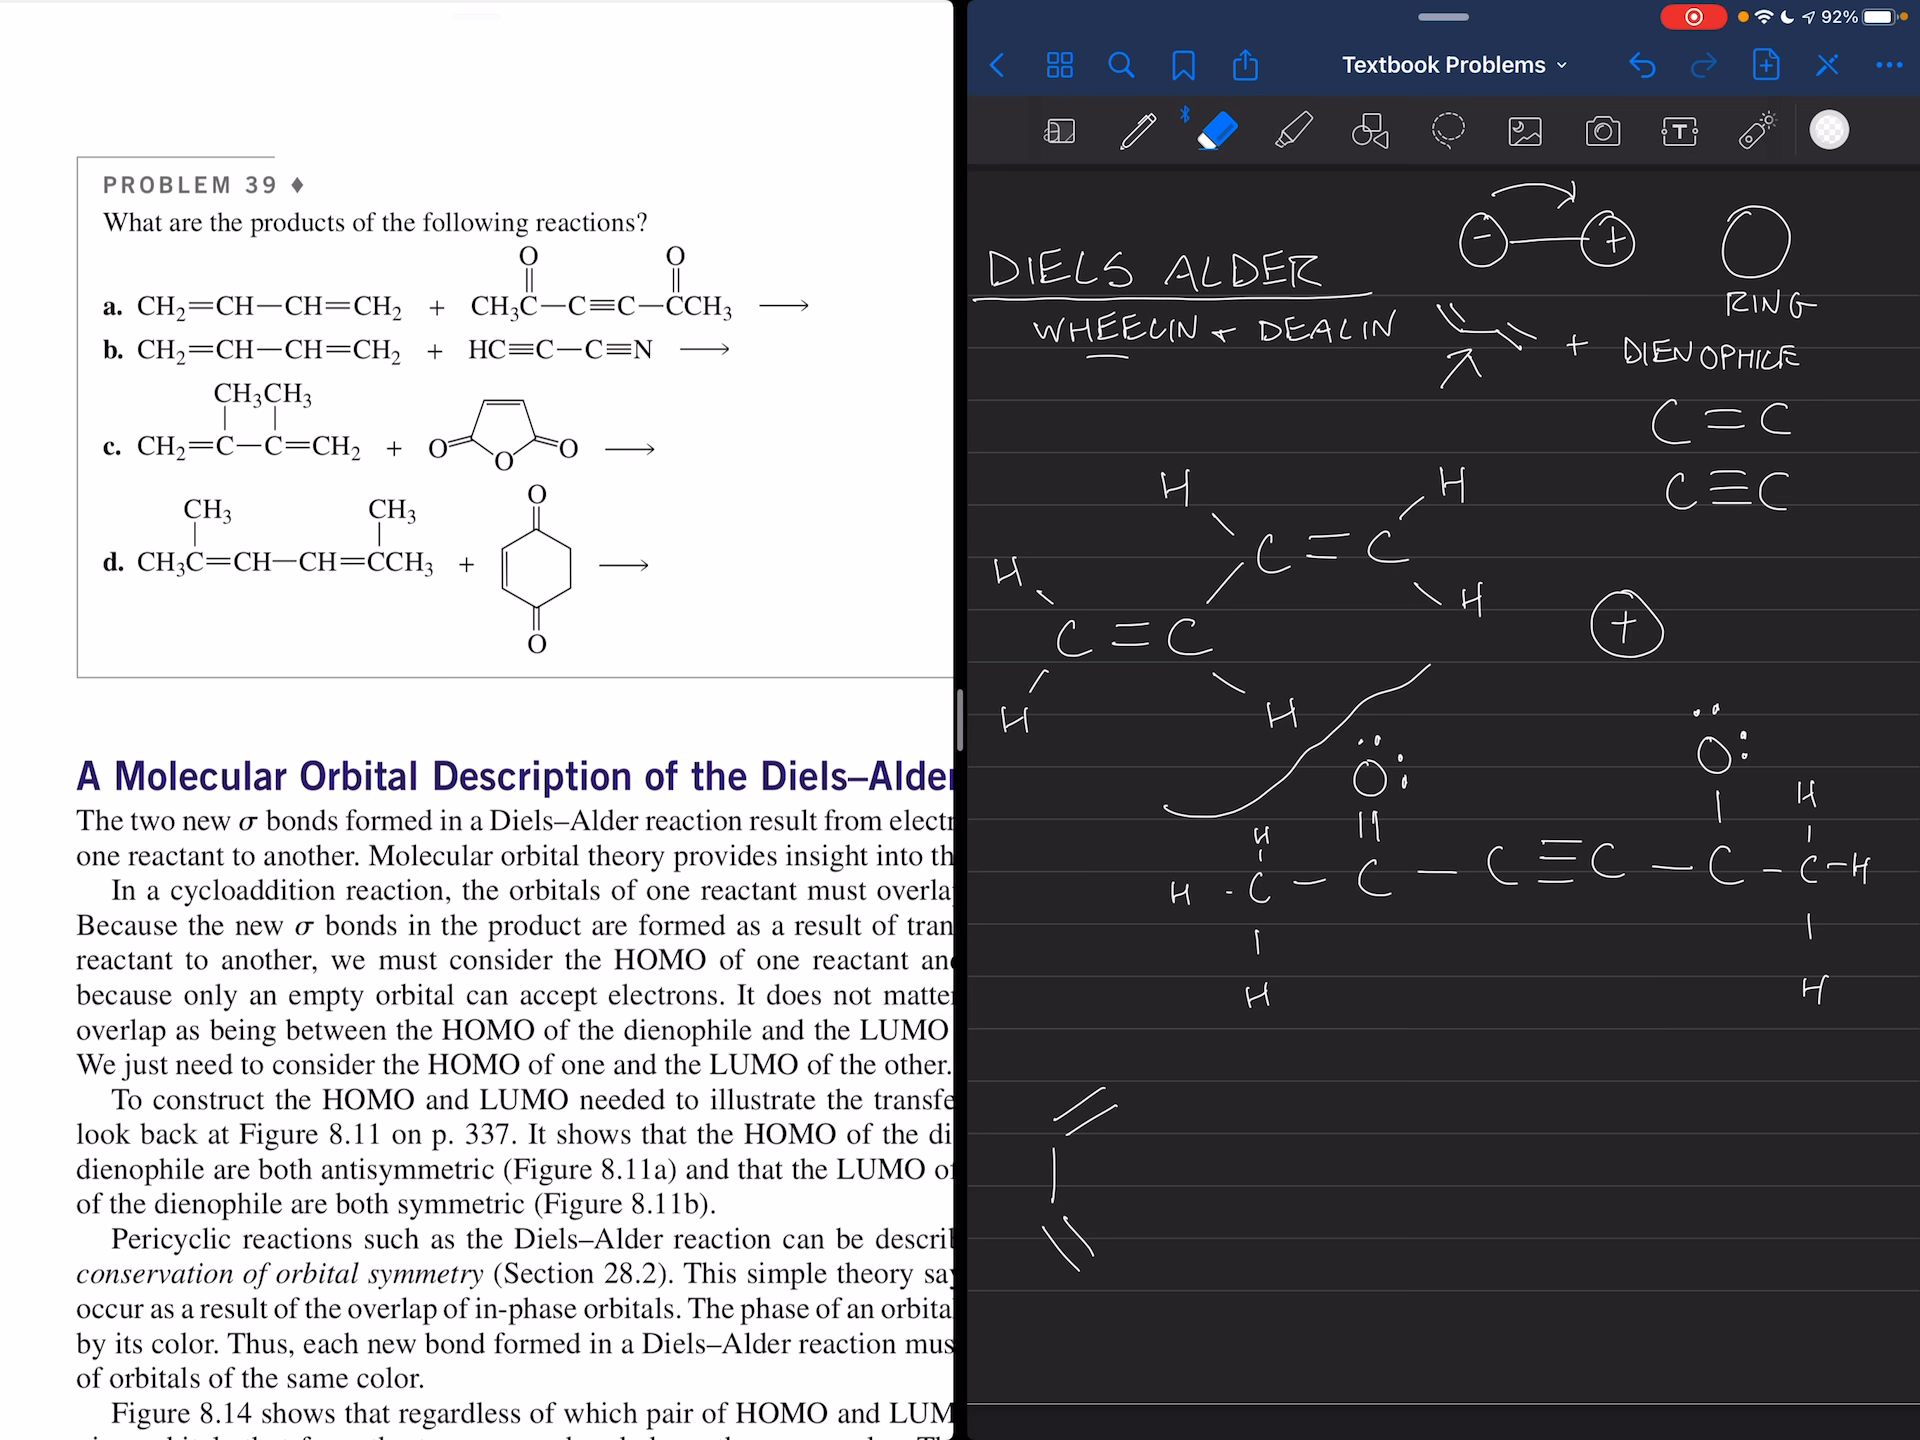 PROBLEM 39 ♦
What are the products of the following reactions?
O O
a. CH₂=CH—CH=CH₂ + CH₃C—C≡C—CCH₃ ⟶
b. CH₂=CH—CH=CH₂ + HC≡C—C≡N ⟶
CH₃CH₃
c. CH₂=C—C=CH₂ + O O O ⟶
O
CH₃ CH₃
d. CH₃C=CH—CH=CCH₃ + ⟶
O
A Molecular Orbital Description of the Diels–Alde
The two new σ bonds formed in a Diels–Alder reaction result from electr
one reactant to another. Molecular orbital theory provides insight into th
In a cycloaddition reaction, the orbitals of one reactant must overla
Because the new σ bonds in the product are formed as a result of tran
reactant to another, we must consider the HOMO of one reactant an
because only an empty orbital can accept electrons. It does not matte
overlap as being between the HOMO of the dienophile and the LUMO
We just need to consider the HOMO of one and the LUMO of the other.
To construct the HOMO and LUMO needed to illustrate the transfe
look back at Figure 8.11 on p. 337. It shows that the HOMO of the di
dienophile are both antisymmetric (Figure 8.11a) and that the LUMO o
of the dienophile are both symmetric (Figure 8.11b).
Pericyclic reactions such as the Diels–Alder reaction can be descri
conservation of orbital symmetry (Section 28.2). This simple theory sa
occur as a result of the overlap of in-phase orbitals. The phase of an orbita
by its color. Thus, each new bond formed in a Diels–Alder reaction mus
of orbitals of the same color.
Figure 8.14 shows that regardless of which pair of HOMO and LUM
92%
Textbook Problems
T
− +
DIELS ALDER
RING
WHEELIN + DEALIN
+ DIENOPHILE
C=C
C≡C
H H
C=C
H H
C=C +
H H
O O
H H
H-C-C-C≡C-C-C-H
H H